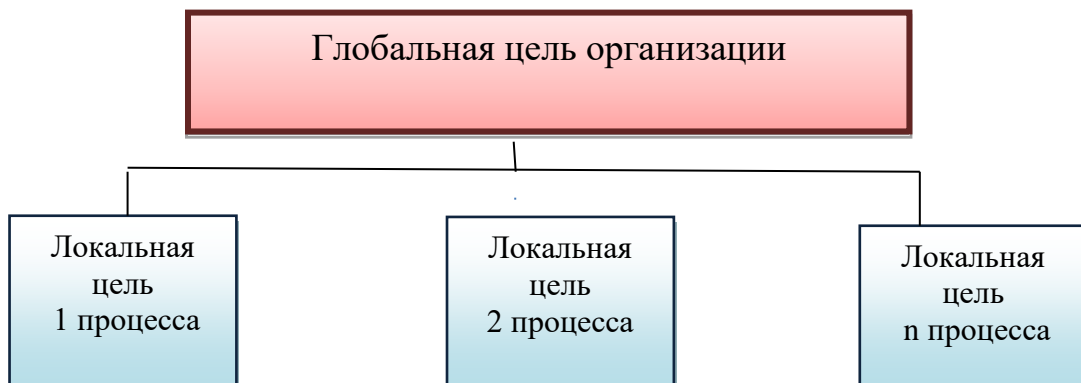 Глобальная цель организации
Локальная
цель
1 процесса
Локальная
цель
2 процесса
Локальная
цель
n процесса